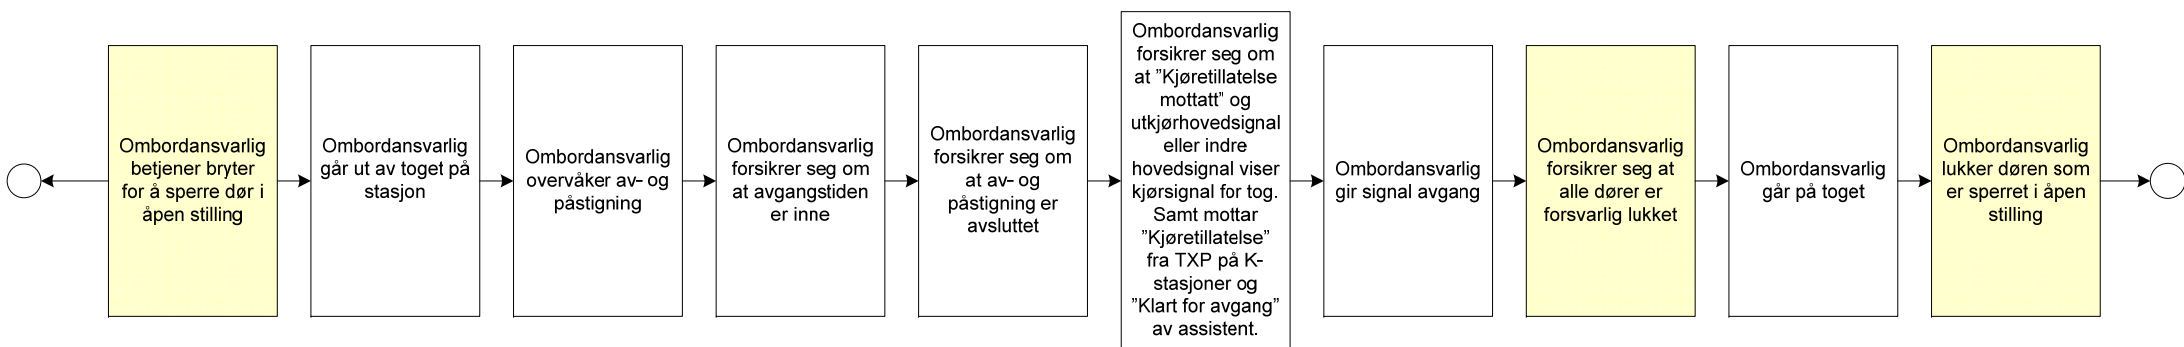 Ombordansvarlig
betjener bryter
for å sperre dør i
åpen stilling
Ombordansvarlig
går ut av toget på
stasjon
Ombordansvarlig
overvåker av- og
påstigning
Ombordansvarlig
forsikrer seg om
at avgangstiden
er inne
Ombordansvarlig
forsikrer seg om
at av- og
påstigning er
avsluttet
Ombordansvarlig
forsikrer seg om
at ”Kjøretillatelse
mottatt” og
utkjørhovedsignal
eller indre
hovedsignal viser
kjørsignal for tog.
Samt mottar
”Kjøretillatelse”
fra TXP på K-
stasjoner og
”Klart for avgang”
av assistent.
Ombordansvarlig
gir signal avgang
Ombordansvarlig
forsikrer seg at
alle dører er
forsvarlig lukket
Ombordansvarlig
går på toget
Ombordansvarlig
lukker døren som
er sperret i åpen
stilling